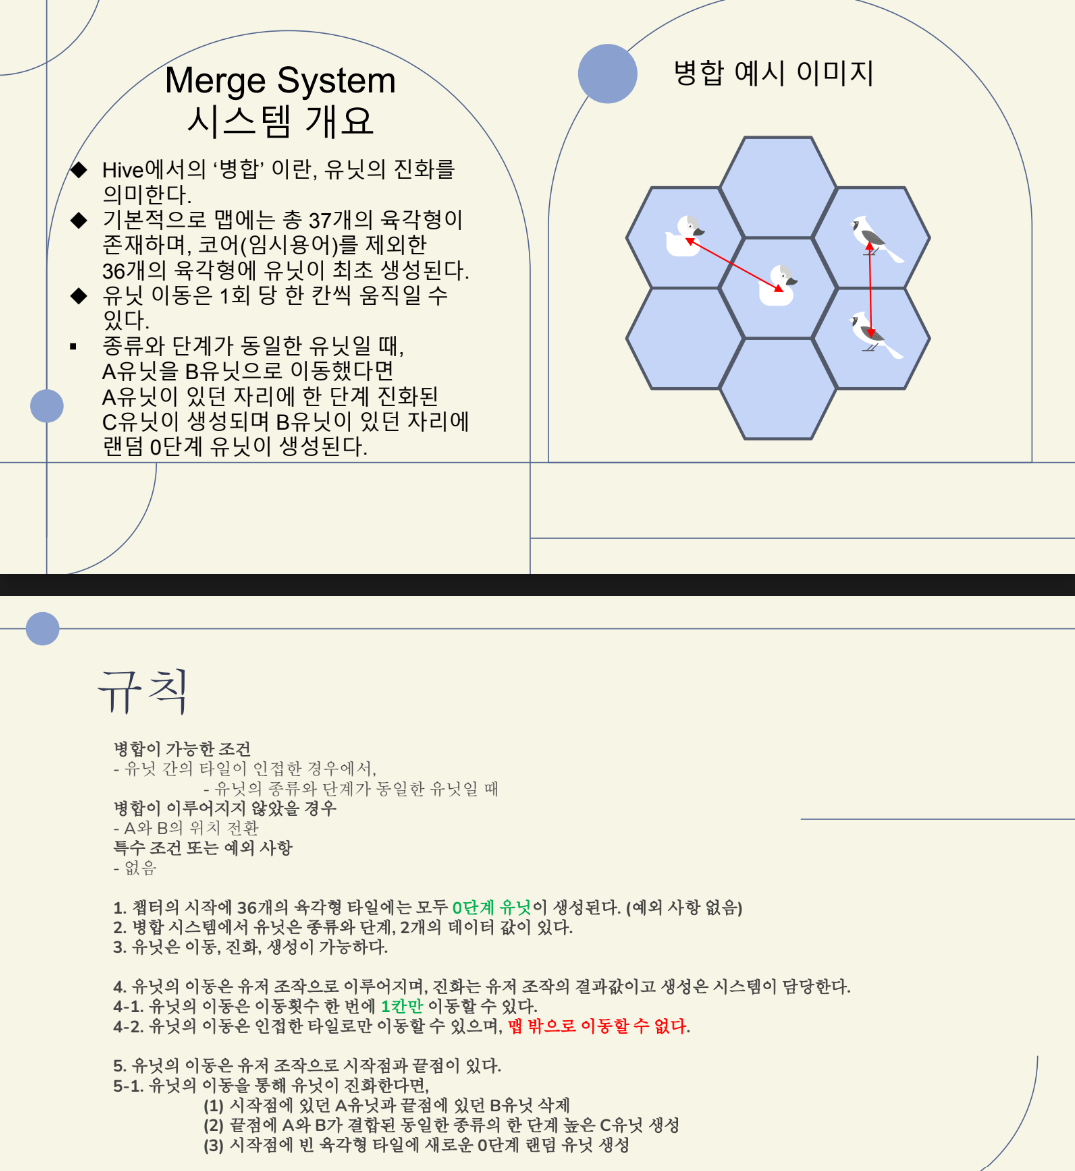 Merge System
시스템 개요
◆ Hive에서의 ‘병합’ 이란, 유닛의 진화를
의미한다.
◆ 기본적으로 맵에는 총 37개의 육각형이
존재하며, 코어(임시용어)를 제외한
36개의 육각형에 유닛이 최초 생성된다.
◆ 유닛 이동은 1회 당 한 칸씩 움직일 수
있다.
▪ 종류와 단계가 동일한 유닛일 때,
A유닛을 B유닛으로 이동했다면
A유닛이 있던 자리에 한 단계 진화된
C유닛이 생성되며 B유닛이 있던 자리에
랜덤 0단계 유닛이 생성된다.
병합 예시 이미지
규칙
병합이 가능한 조건
- 유닛 간의 타일이 인접한 경우에서,
- 유닛의 종류와 단계가 동일한 유닛일 때
병합이 이루어지지 않았을 경우
- A와 B의 위치 전환
특수 조건 또는 예외 사항
- 없음
1. 챕터의 시작에 36개의 육각형 타일에는 모두 0단계 유닛이 생성된다. (예외 사항 없음)
2. 병합 시스템에서 유닛은 종류와 단계, 2개의 데이터 값이 있다.
3. 유닛은 이동, 진화, 생성이 가능하다.
4. 유닛의 이동은 유저 조작으로 이루어지며, 진화는 유저 조작의 결과값이고 생성은 시스템이 담당한다.
4-1. 유닛의 이동은 이동횟수 한 번에 1칸만 이동할 수 있다.
4-2. 유닛의 이동은 인접한 타일로만 이동할 수 있으며, 맵 밖으로 이동할 수 없다.
5. 유닛의 이동은 유저 조작으로 시작점과 끝점이 있다.
5-1. 유닛의 이동을 통해 유닛이 진화한다면,
(1) 시작점에 있던 A유닛과 끝점에 있던 B유닛 삭제
(2) 끝점에 A와 B가 결합된 동일한 종류의 한 단계 높은 C유닛 생성
(3) 시작점에 빈 육각형 타일에 새로운 0단계 랜덤 유닛 생성